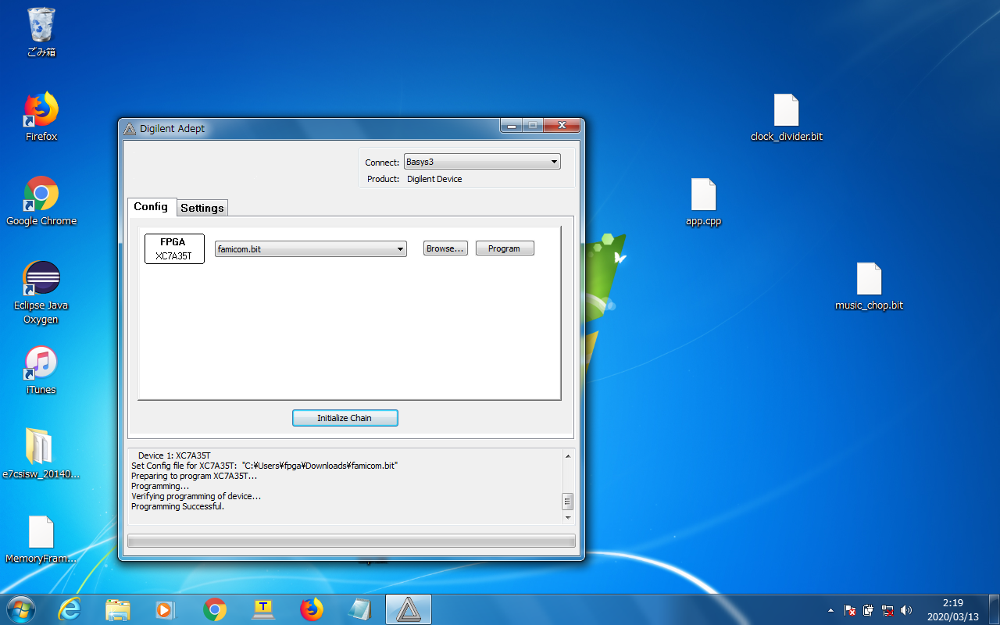 ごみ箱
Firefox
Google Chrome
Eclipse Java
Oxygen
iTunes
e7csisw_20140...
MemoryFram...
clock_divider.bit
app.cpp
music_chop.bit
Digilent Adept
Connect: Basys3
Product: Digilent Device
Config Settings
FPGA
XC7A35T
famicom.bit
Browse...
Program
Initialize Chain
Device 1: XC7A35T
Set Config file for XC7A35T: "C:¥Users¥fpga¥Downloads¥famicom.bit"
Preparing to program XC7A35T...
Programming...
Verifying programming of device...
Programming Successful.
2:19
2020/03/13